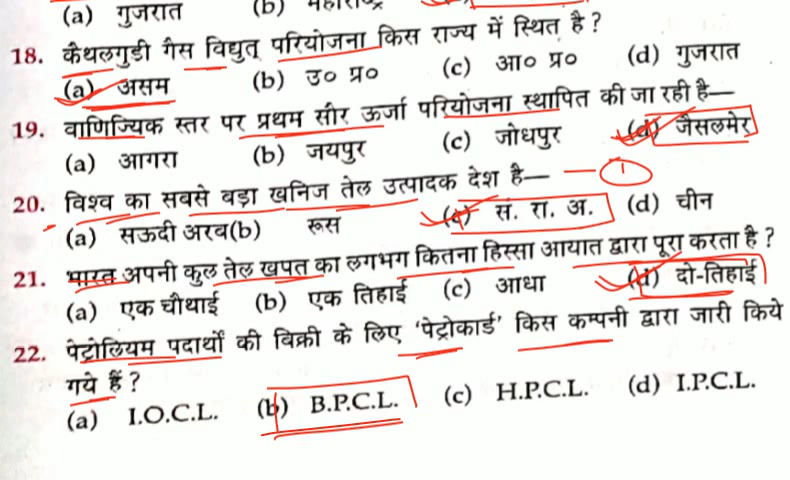 (a) गुजरात (b) महाराष्ट्र
18. कैथलगुडी गैस विद्युत् परियोजना किस राज्य में स्थित है ?
(a) असम (b) उ० प्र० (c) आ० प्र० (d) गुजरात
19. वाणिज्यिक स्तर पर प्रथम सौर ऊर्जा परियोजना स्थापित की जा रही है—
(a) आगरा (b) जयपुर (c) जोधपुर (d) जैसलमेर
20. विश्व का सबसे बड़ा खनिज तेल उत्पादक देश है— 1
(a) सऊदी अरब(b) रूस (c) सं. रा. अ. (d) चीन
21. भारत अपनी कुल तेल खपत का लगभग कितना हिस्सा आयात द्वारा पूरा करता है ?
(a) एक चौथाई (b) एक तिहाई (c) आधा (d) दो-तिहाई
22. पेट्रोलियम पदार्थों की बिक्री के लिए ‘पेट्रोकार्ड’ किस कम्पनी द्वारा जारी किये
गये हैं ?
(a) I.O.C.L. (b) B.P.C.L. (c) H.P.C.L. (d) I.P.C.L.